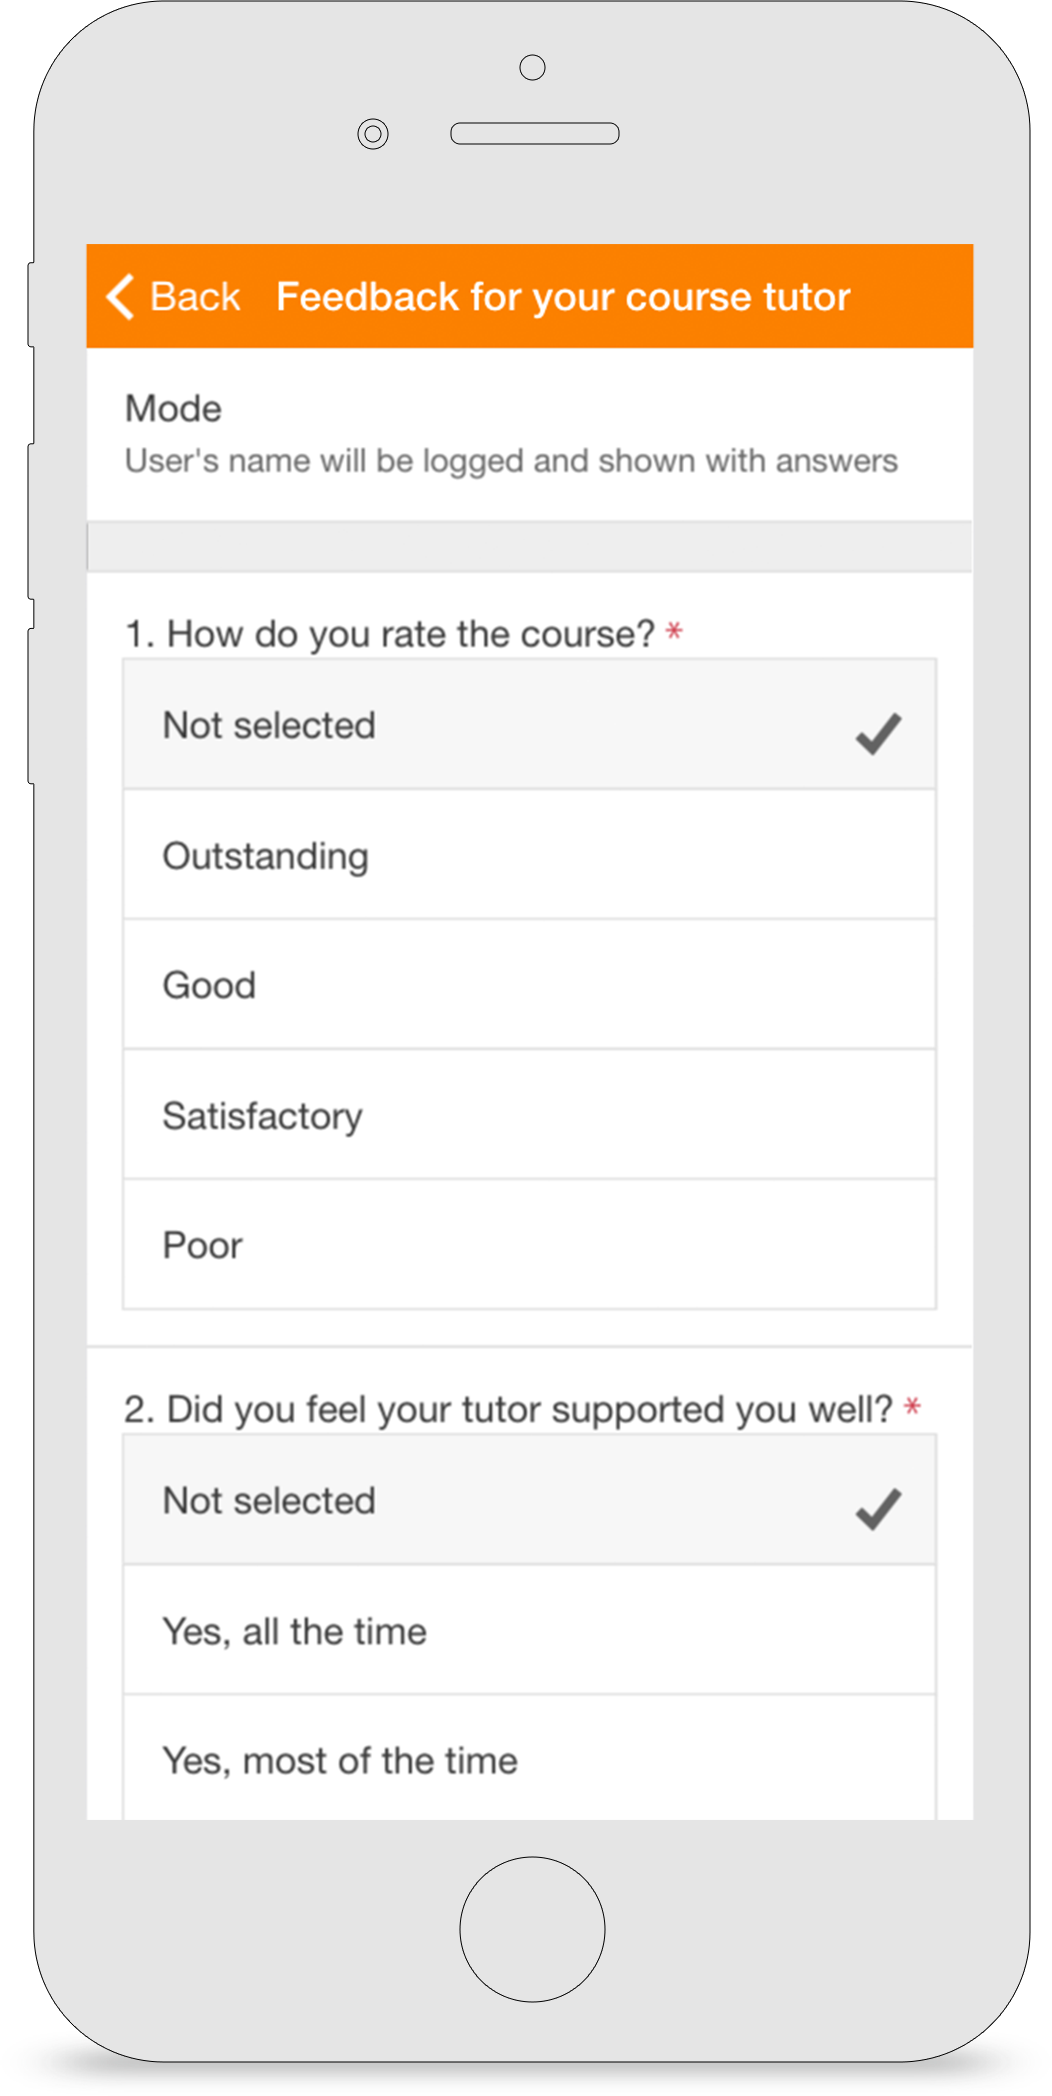 Back Feedback for your course tutor
Mode
User's name will be logged and shown with answers
1. How do you rate the course? *
Not selected
Outstanding
Good
Satisfactory
Poor
2. Did you feel your tutor supported you well? *
Not selected
Yes, all the time
Yes, most of the time